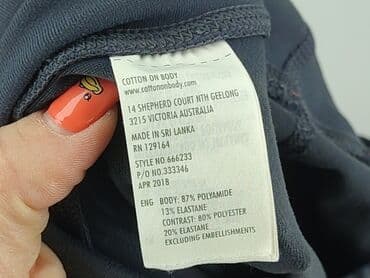 COTTON ON BODY
www.cottononbody.com
14 SHEPHERD COURT NTH GEELONG
3215 VICTORIA AUSTRALIA
MADE IN SRI LANKA
RN 129164
STYLE NO.666233
P/O NO.333346
APR 2018
ENG BODY: 87% POLYAMIDE
13% ELASTANE
CONTRAST: 80% POLYESTER
20% ELASTANE
EXCLUDING EMBELLISHMENTS